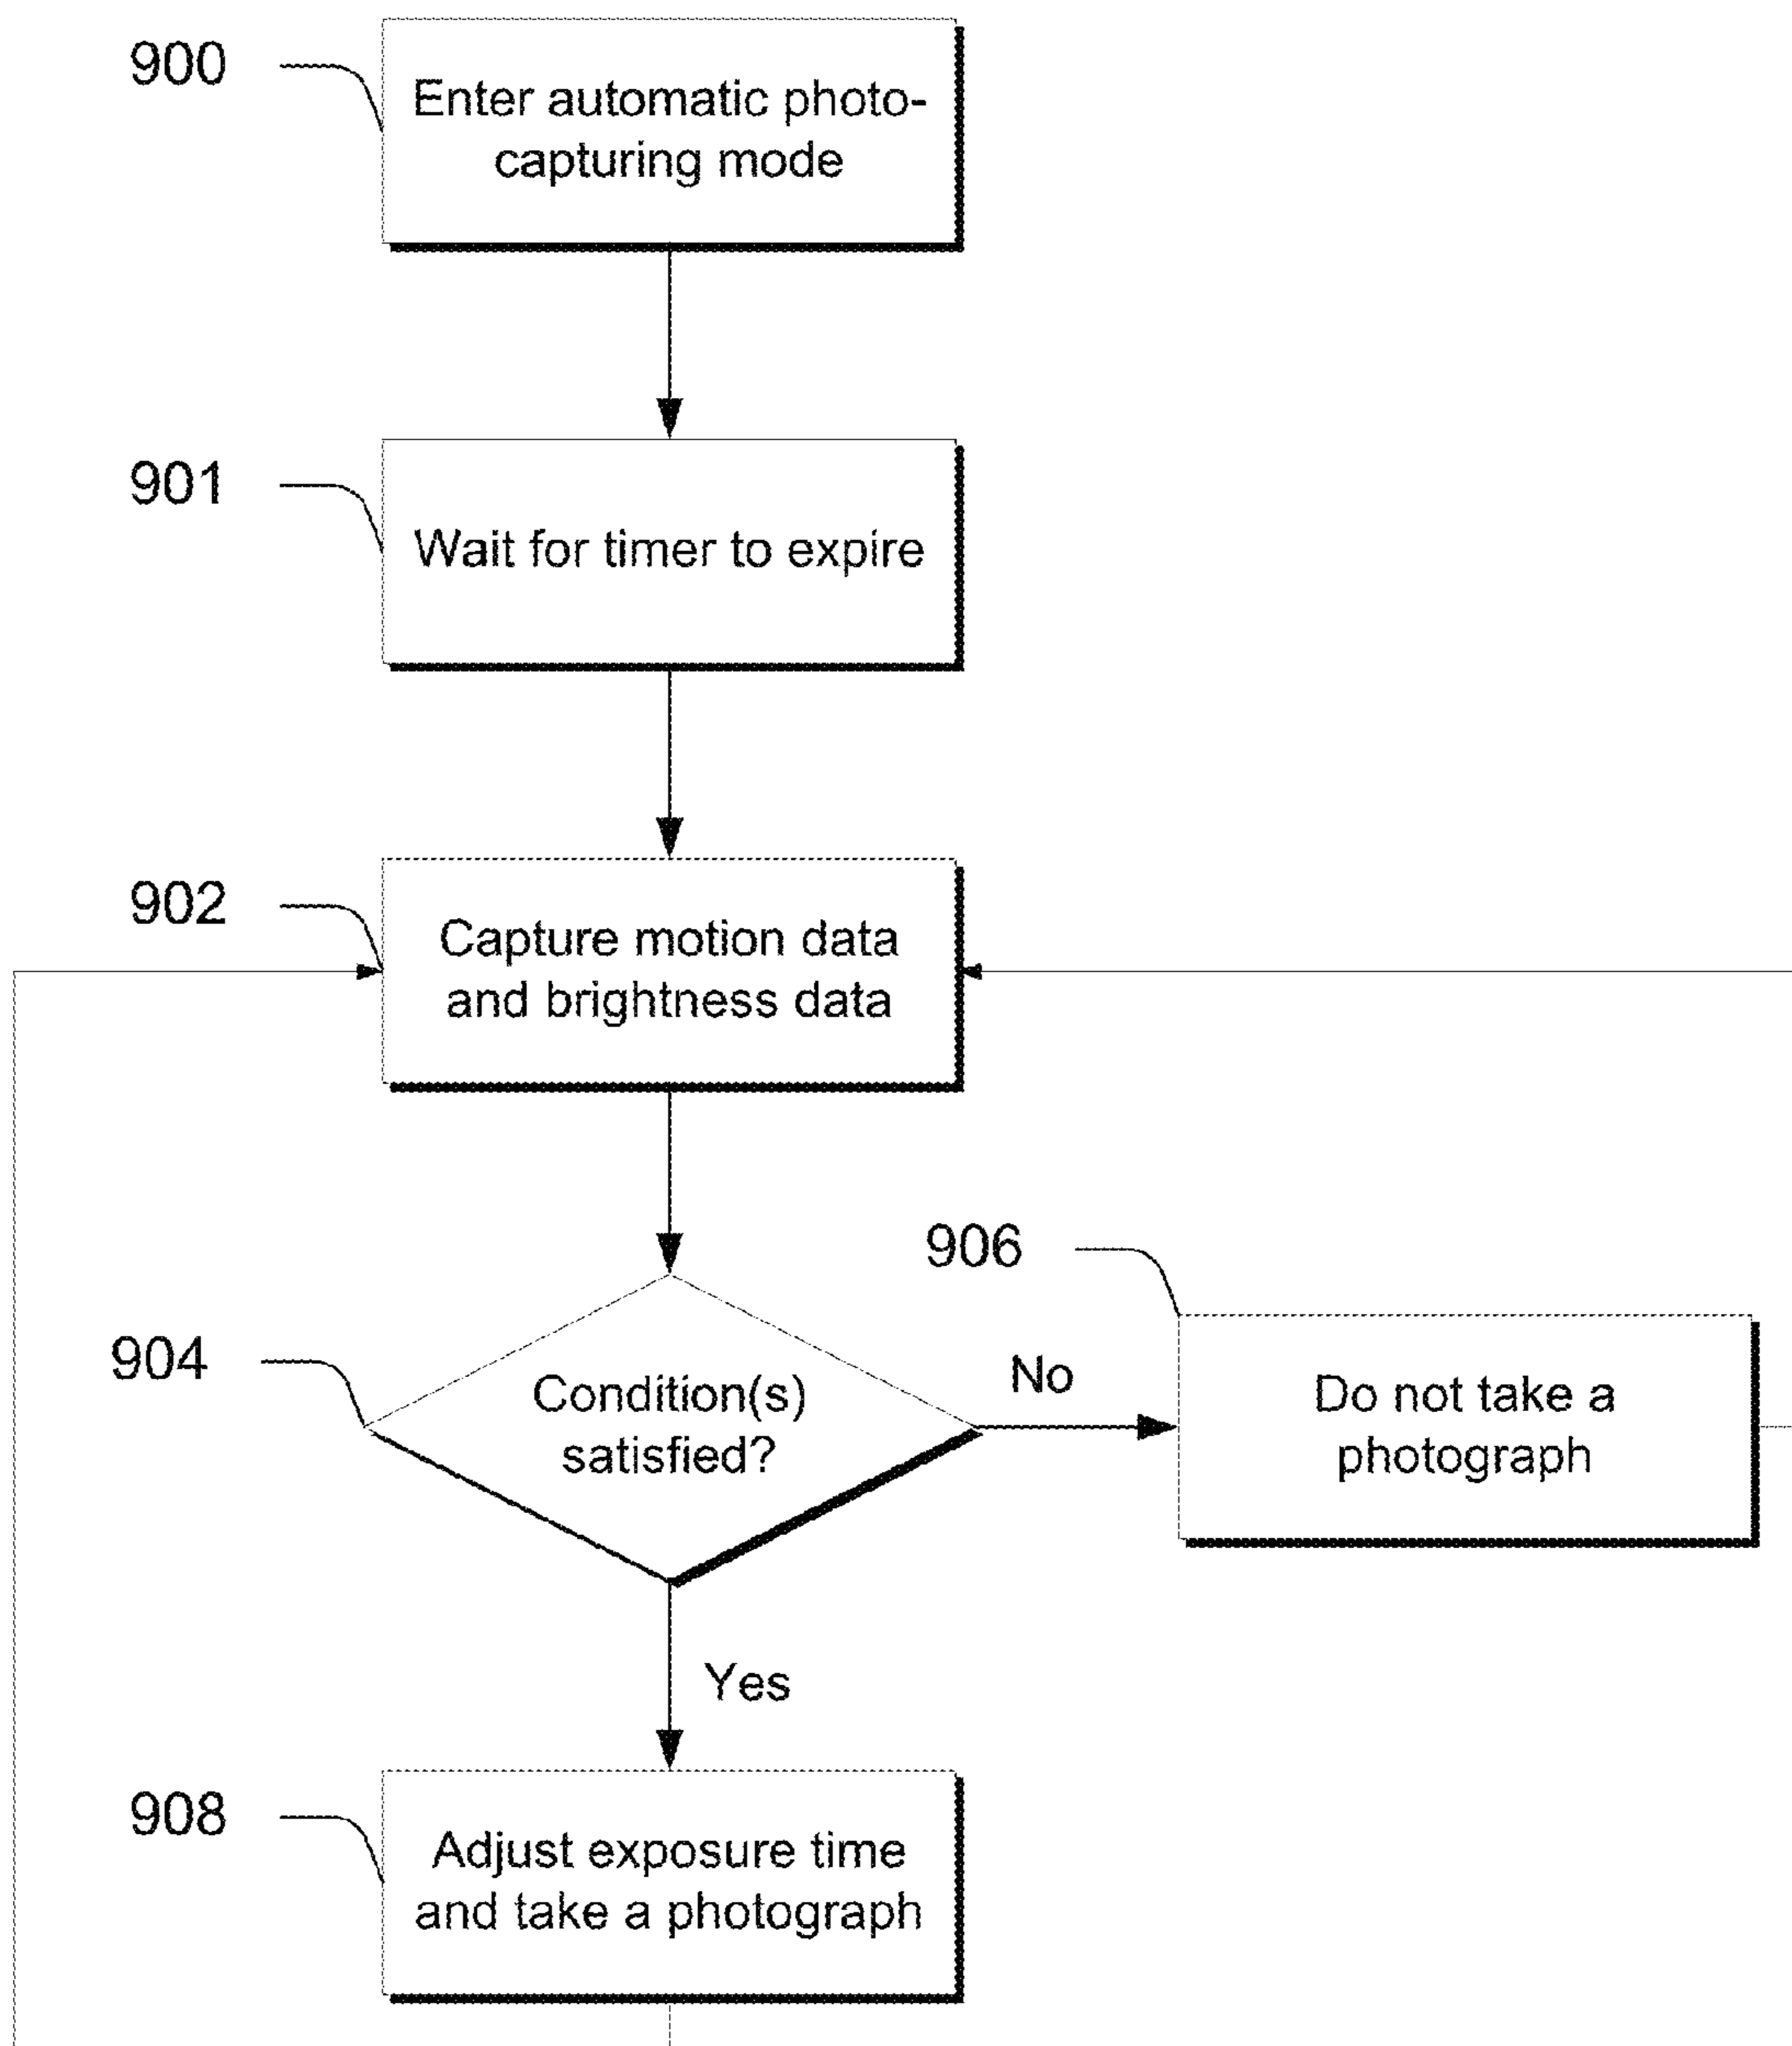 900
Enter automatic photo-
capturing mode
901
Wait for timer to expire
902
Capture motion data
and brightness data
904
Condition(s)
satisfied?
No
906
Do not take a
photograph
Yes
908
Adjust exposure time
and take a photograph